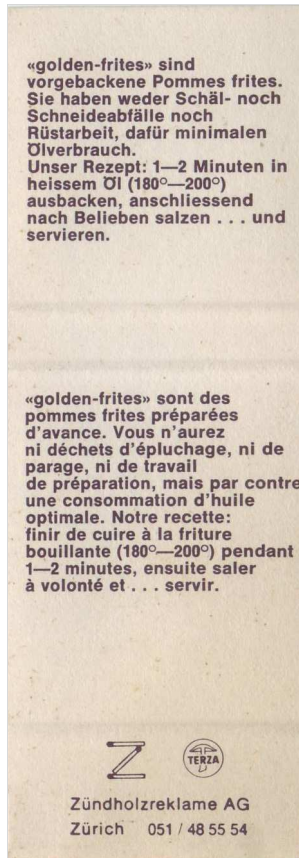 «golden-frites» sind
vorgebackene Pommes frites.
Sie haben weder Schäl- noch
Schneideabfälle noch
Rüstarbeit, dafür minimalen
Ölverbrauch.
Unser Rezept: 1—2 Minuten in
heissem Öl (180°—200°)
ausbacken, anschliessend
nach Belieben salzen . . . und
servieren.
«golden-frites» sont des
pommes frites préparées
d'avance. Vous n'aurez
ni déchets d'épluchage, ni de
parage, ni de travail
de préparation, mais par contre
une consommation d'huile
optimale. Notre recette:
finir de cuire à la friture
bouillante (180°—200°) pendant
1—2 minutes, ensuite saler
à volonté et . . . servir.
Z TERZA
Zündholzreklame AG
Zürich 051 / 48 55 54